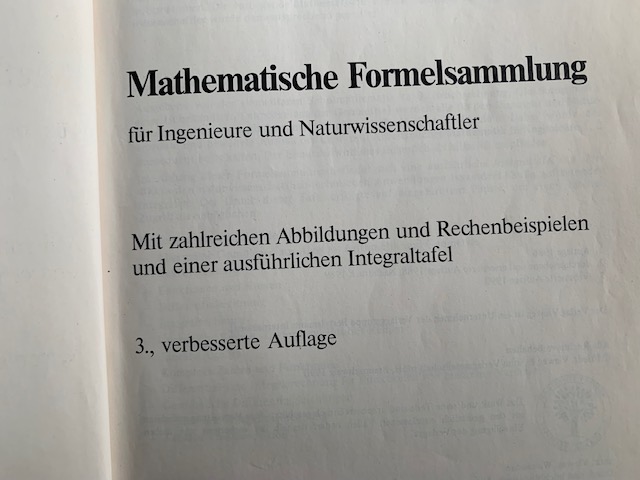 Mathematische Formelsammlung
für Ingenieure und Naturwissenschaftler
Mit zahlreichen Abbildungen und Rechenbeispielen
und einer ausführlichen Integraltafel
3., verbesserte Auflage